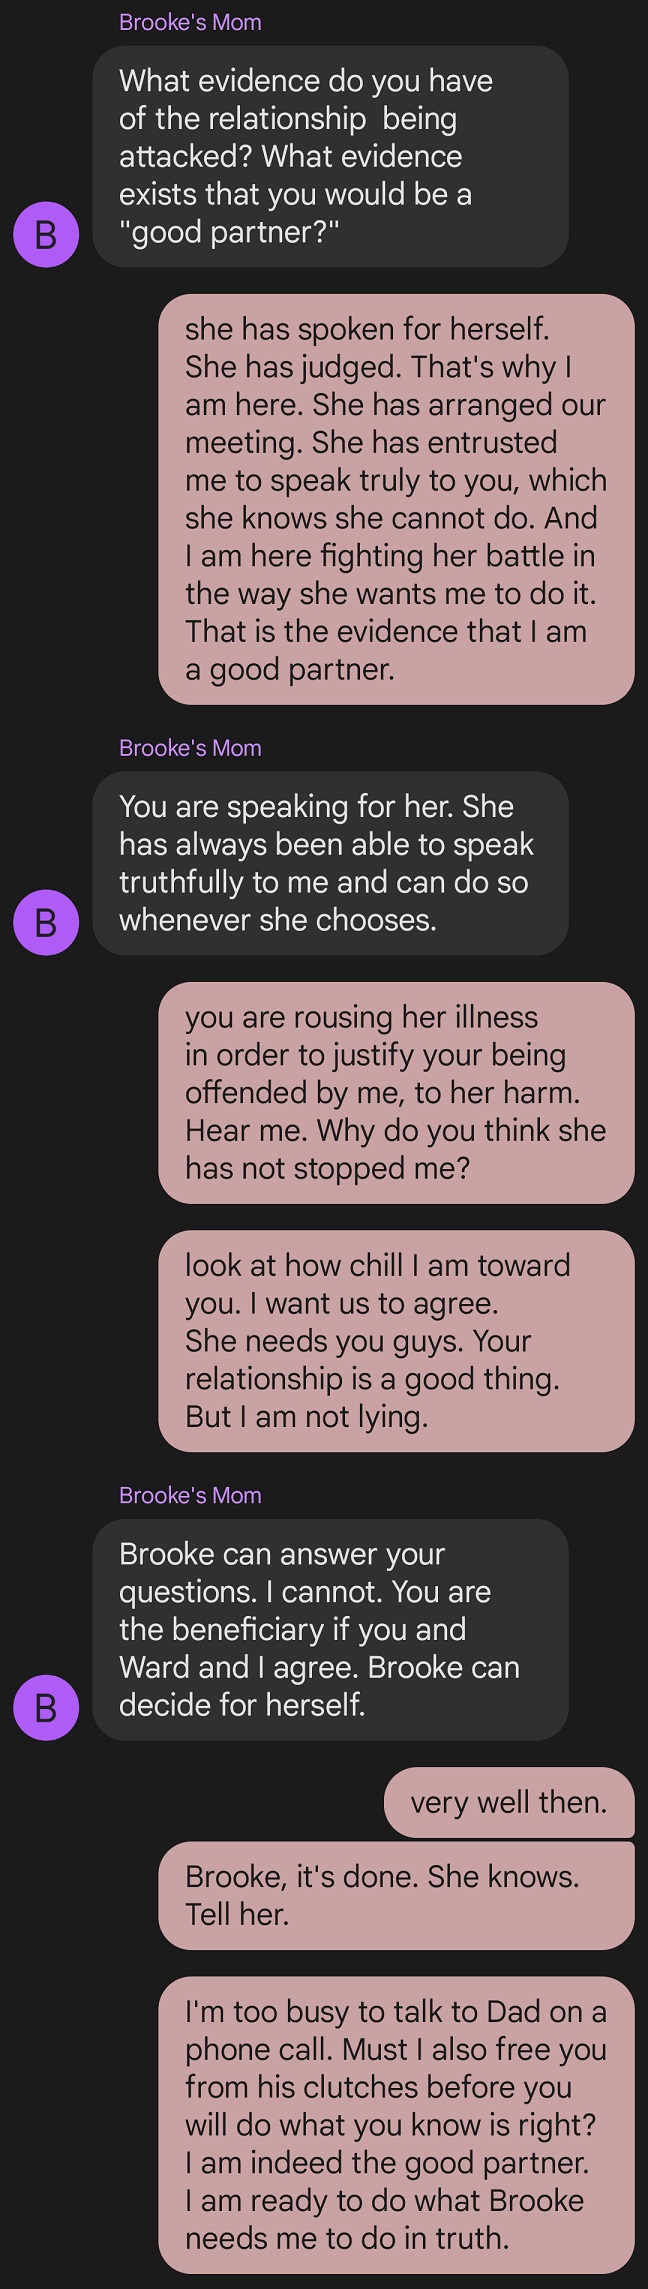 Brooke's Mom
What evidence do you have
of the relationship  being
attacked? What evidence
exists that you would be a
"good partner?"
B
she has spoken for herself.
She has judged. That's why I
am here. She has arranged our
meeting. She has entrusted
me to speak truly to you, which
she knows she cannot do. And
I am here fighting her battle in
the way she wants me to do it.
That is the evidence that I am
a good partner.
Brooke's Mom
You are speaking for her. She
has always been able to speak
truthfully to me and can do so
whenever she chooses.
B
you are rousing her illness
in order to justify your being
offended by me, to her harm.
Hear me. Why do you think she
has not stopped me?
look at how chill I am toward
you. I want us to agree.
She needs you guys. Your
relationship is a good thing.
But I am not lying.
Brooke's Mom
Brooke can answer your
questions. I cannot. You are
the beneficiary if you and
Ward and I agree. Brooke can
decide for herself.
B
very well then.
Brooke, it's done. She knows.
Tell her.
I'm too busy to talk to Dad on a
phone call. Must I also free you
from his clutches before you
will do what you know is right?
I am indeed the good partner.
I am ready to do what Brooke
needs me to do in truth.